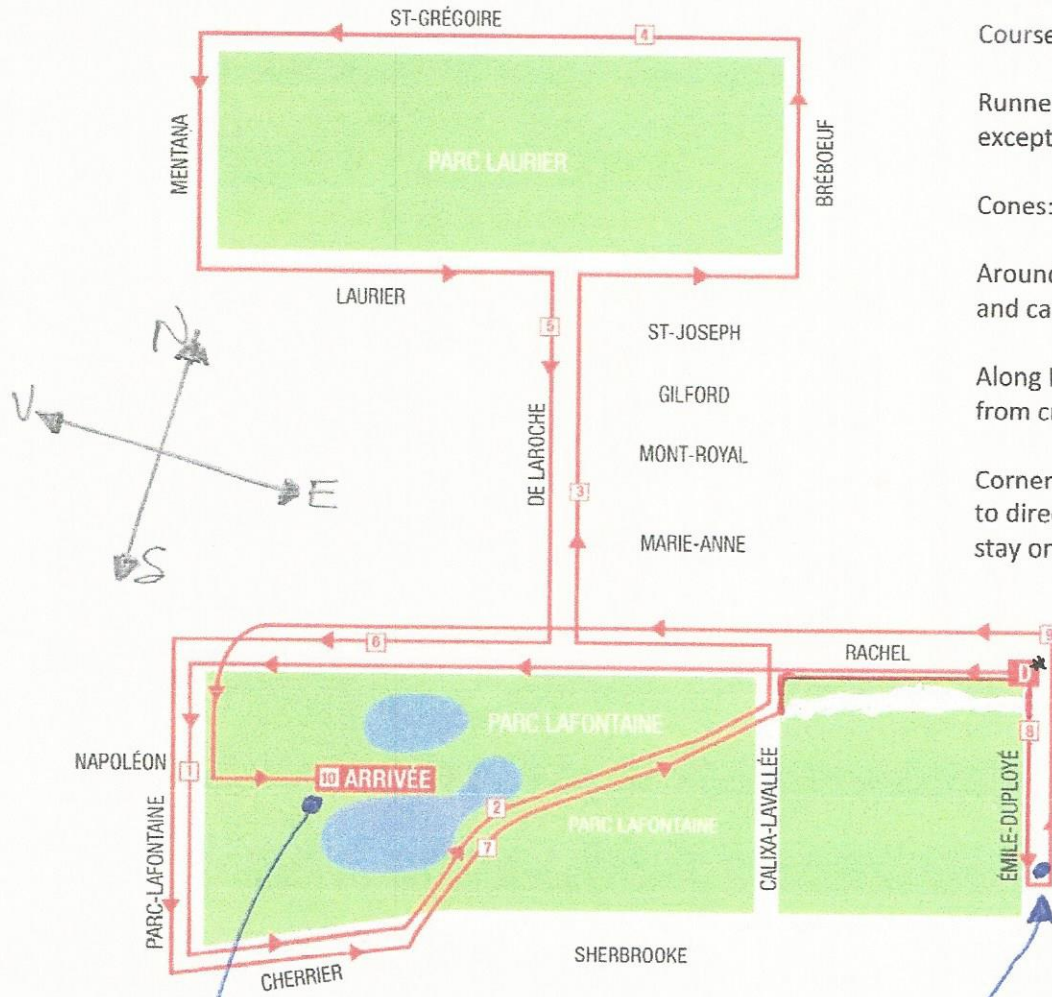 ST-GRÉGOIRE
4
MENTANA
PARC LAURIER
BRÉBOEUF
LAURIER
5
ST-JOSEPH
GILFORD
MONT-ROYAL
MARIE-ANNE
DE LAROCHE
3
N
E
S
6
9
RACHEL
D*
8
NAPOLÉON
1
PARC LAFONTAINE
10 ARRIVÉE
2
7
PARC LAFONTAINE
PARC-LAFONTAINE
CALIXA-LAVALLÉE
ÉMILE-DUPLOYÉ
CHERRIER
SHERBROOKE
Course
Runne
except
Cones:
Around
and ca
Along
from c
Corner
to dire
stay on